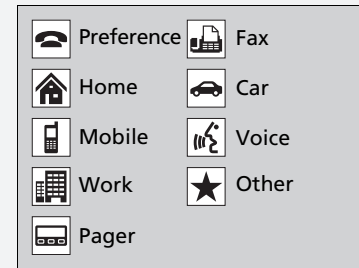 Preference
Home
Mobile
Work
Pager
Fax
Car
Voice
Other